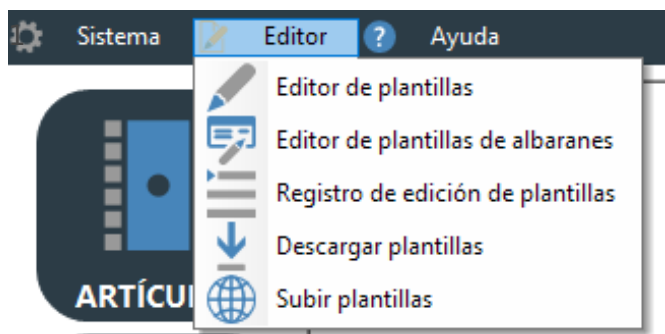 Sistema Editor ? Ayuda
Editor de plantillas
Editor de plantillas de albaranes
Registro de edición de plantillas
Descargar plantillas
Subir plantillas